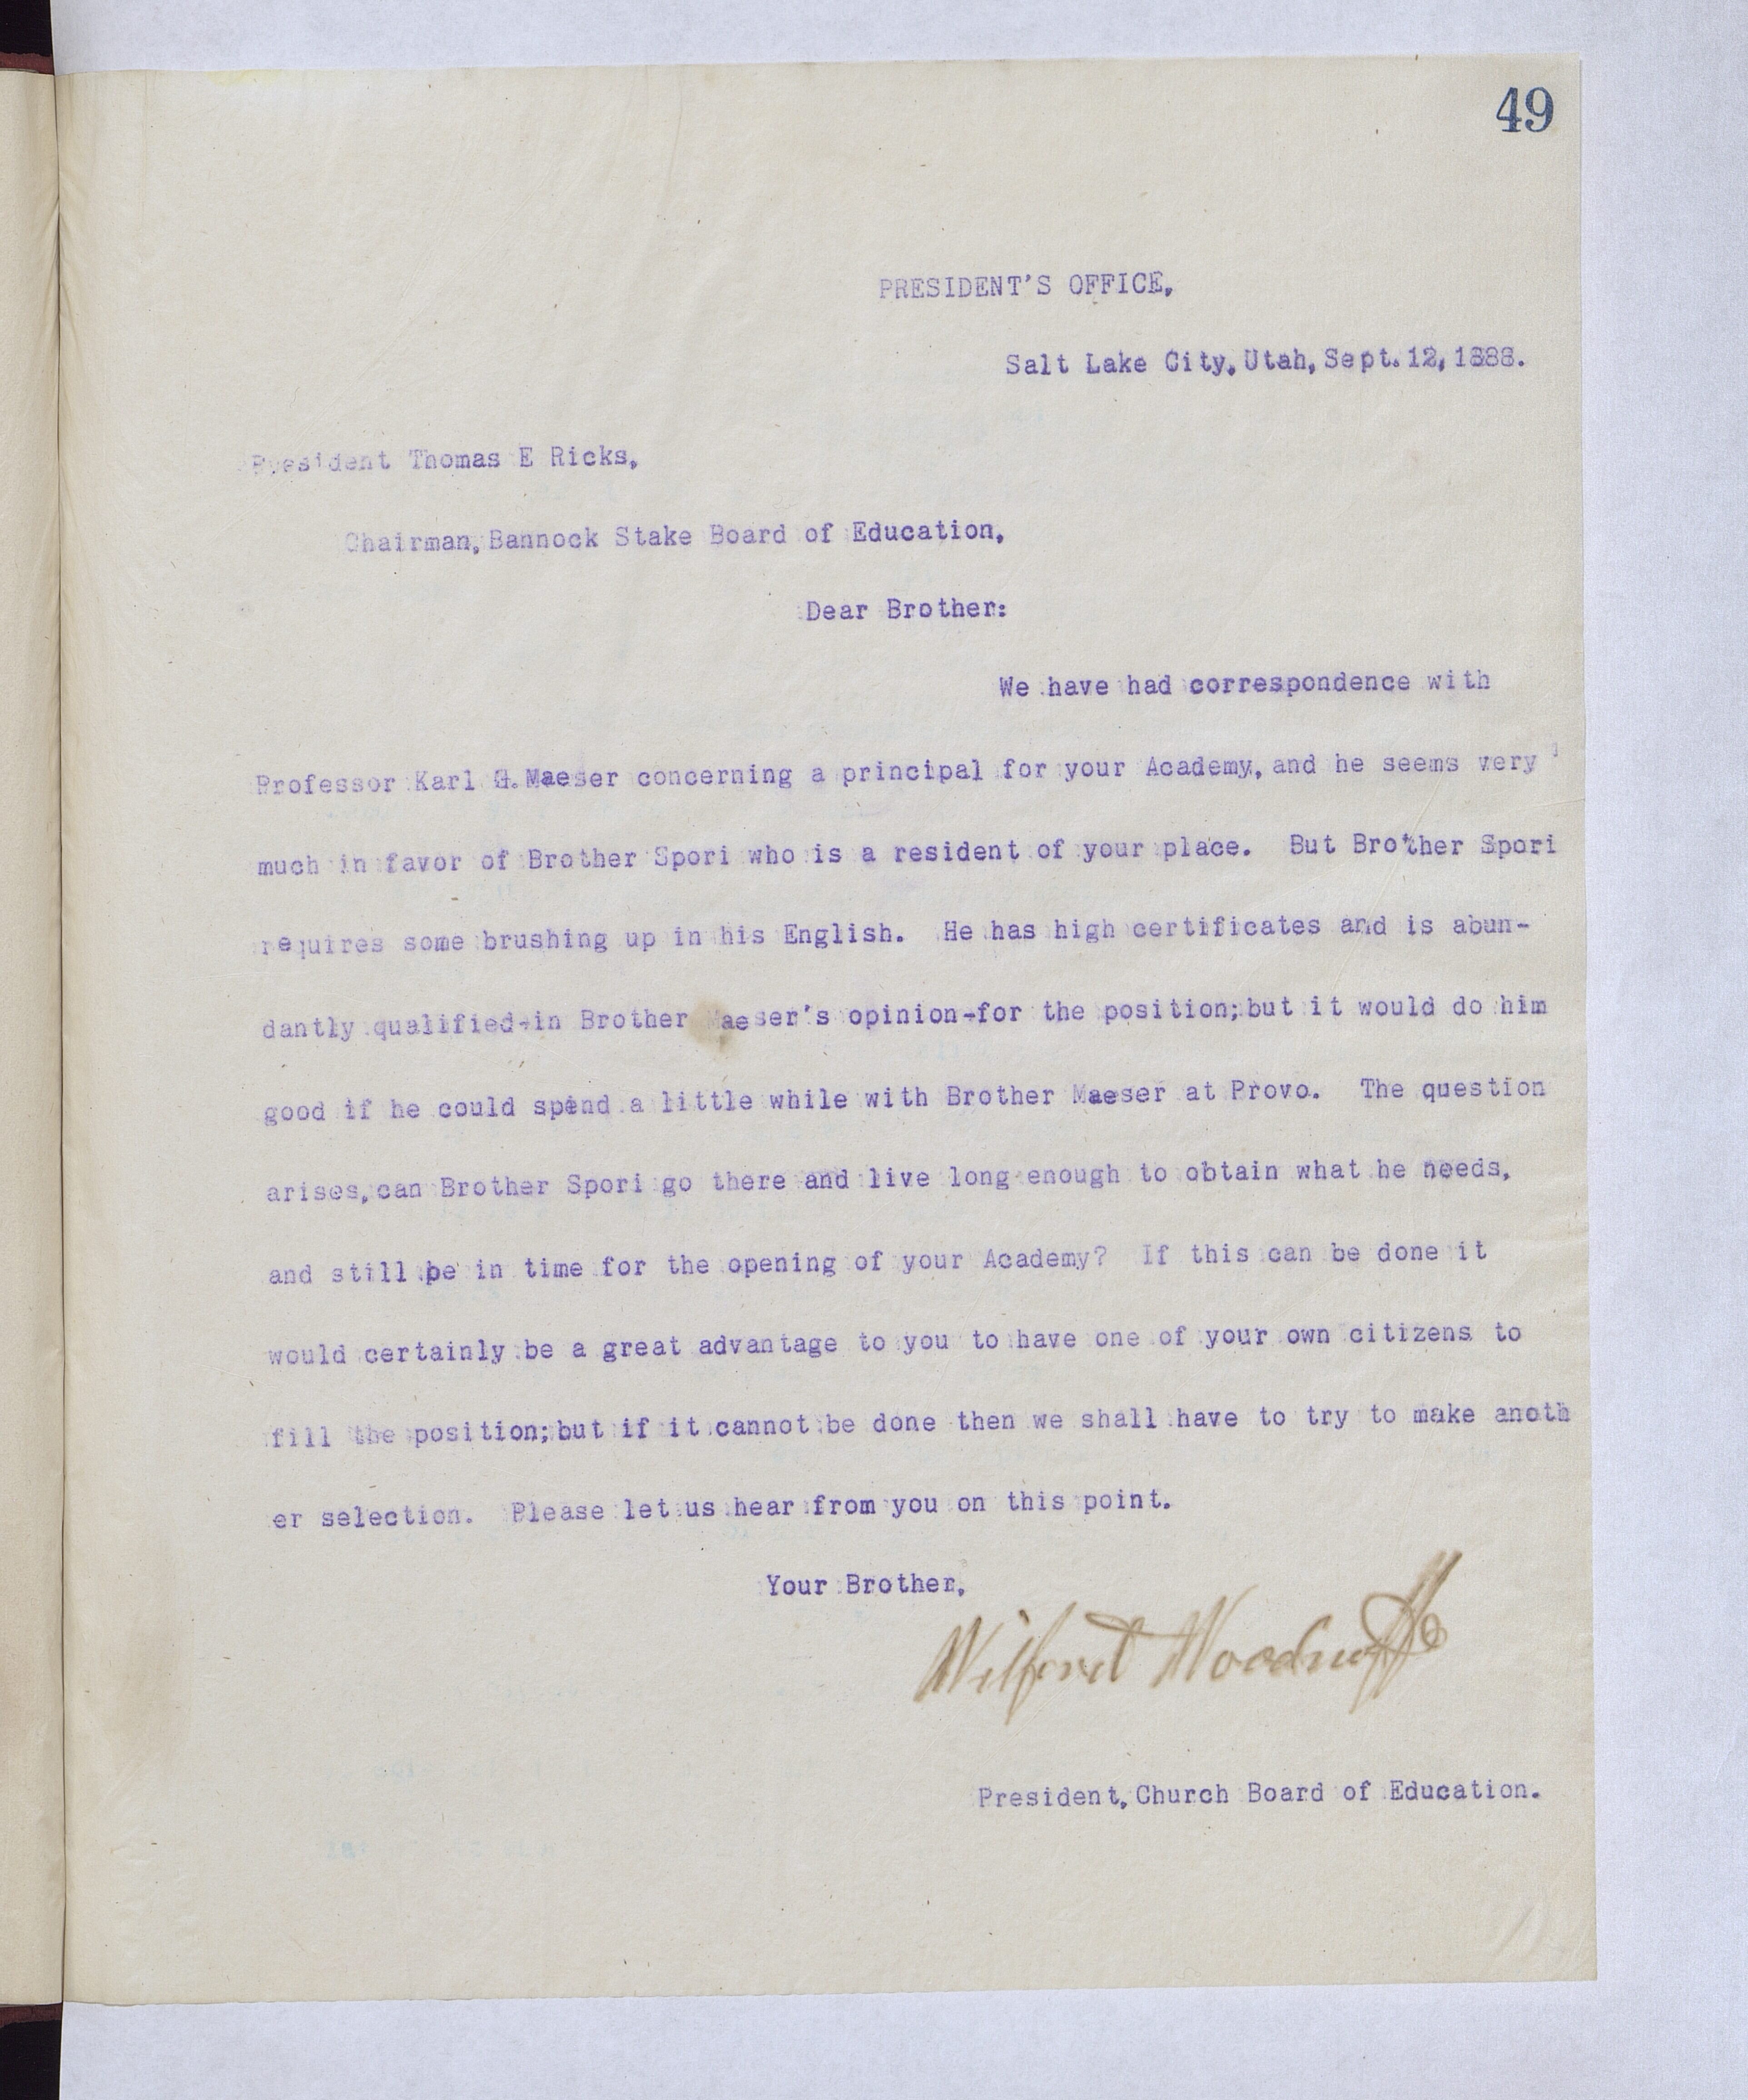 49
PRESIDENT'S OFFICE,
Salt Lake City, Utah, Sept. 12, 1888.
President Thomas E Ricks,
Chairman, Bannock Stake Board of Education,
Dear Brother:
We have had correspondence with
Professor Karl G. Maeser concerning a principal for your Academy, and he seems very
much in favor of Brother Spori who is a resident of your place. But Brother Spori
requires some brushing up in his English. He has high certificates and is abun-
dantly qualified-in Brother Maeser's opinion-for the position; but it would do him
good if he could spend a little while with Brother Maeser at Provo. The question
arises, can Brother Spori go there and live long enough to obtain what he needs,
and still be in time for the opening of your Academy? If this can be done it
would certainly be a great advantage to you to have one of your own citizens to
fill the position; but if it cannot be done then we shall have to try to make anoth
er selection. Please let us hear from you on this point.
Your Brother,
Wilford Woodruff
President, Church Board of Education.